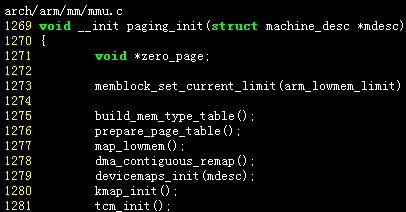 arch/arm/mm/mmu.c
1269 void __init paging_init(struct machine_desc *mdesc)
1270 {
1271         void *zero_page;
1272
1273         memblock_set_current_limit(arm_lowmem_limit)
1274
1275         build_mem_type_table();
1276         prepare_page_table();
1277         map_lowmem();
1278         dma_contiguous_remap();
1279         devicemaps_init(mdesc);
1280         kmap_init();
1281         tcm_init();